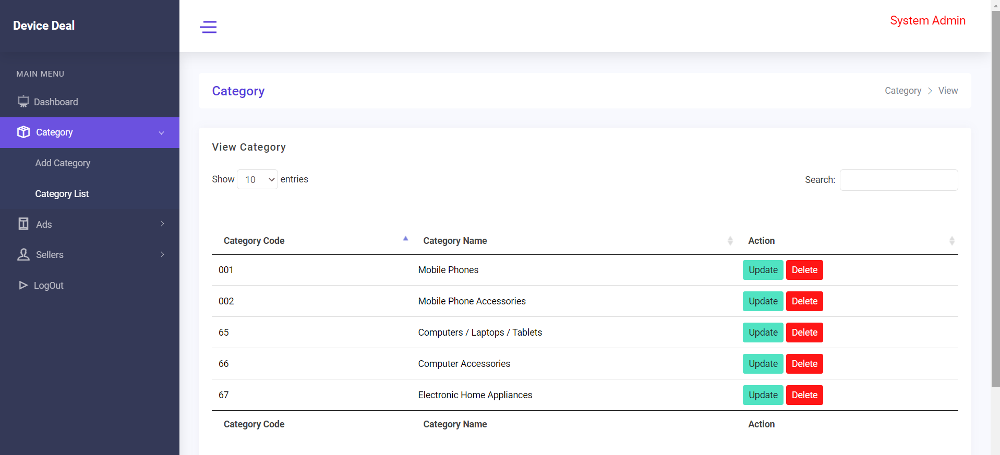 Device Deal
System Admin
MAIN MENU
Dashboard
Category
Add Category
Category List
Ads
Sellers
LogOut
Category
Category > View
View Category
Show 10 entries
Search:
Category Code Category Name Action
001 Mobile Phones Update Delete
002 Mobile Phone Accessories Update Delete
65 Computers / Laptops / Tablets Update Delete
66 Computer Accessories Update Delete
67 Electronic Home Appliances Update Delete
Category Code Category Name Action